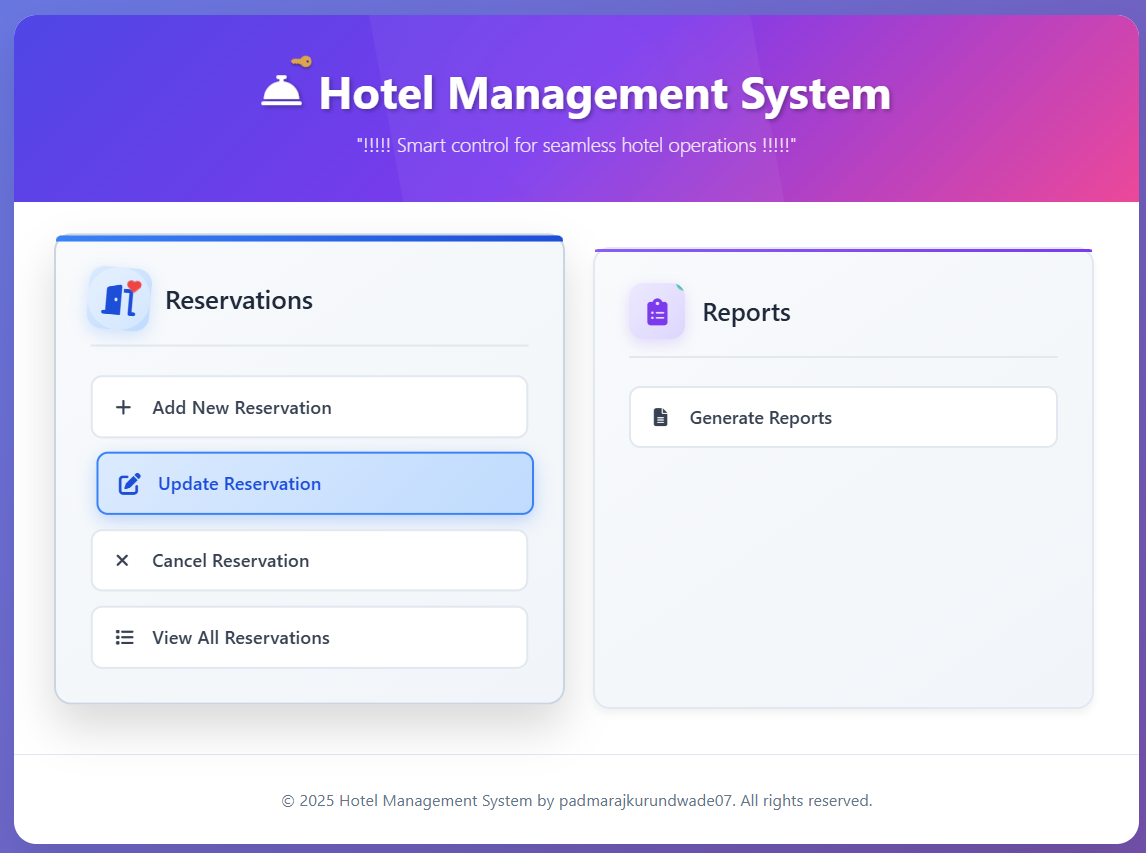 Hotel Management System
"!!!!! Smart control for seamless hotel operations !!!!!"
Reservations
Add New Reservation
Update Reservation
Cancel Reservation
View All Reservations
Reports
Generate Reports
© 2025 Hotel Management System by padmarajkurundwade07. All rights reserved.